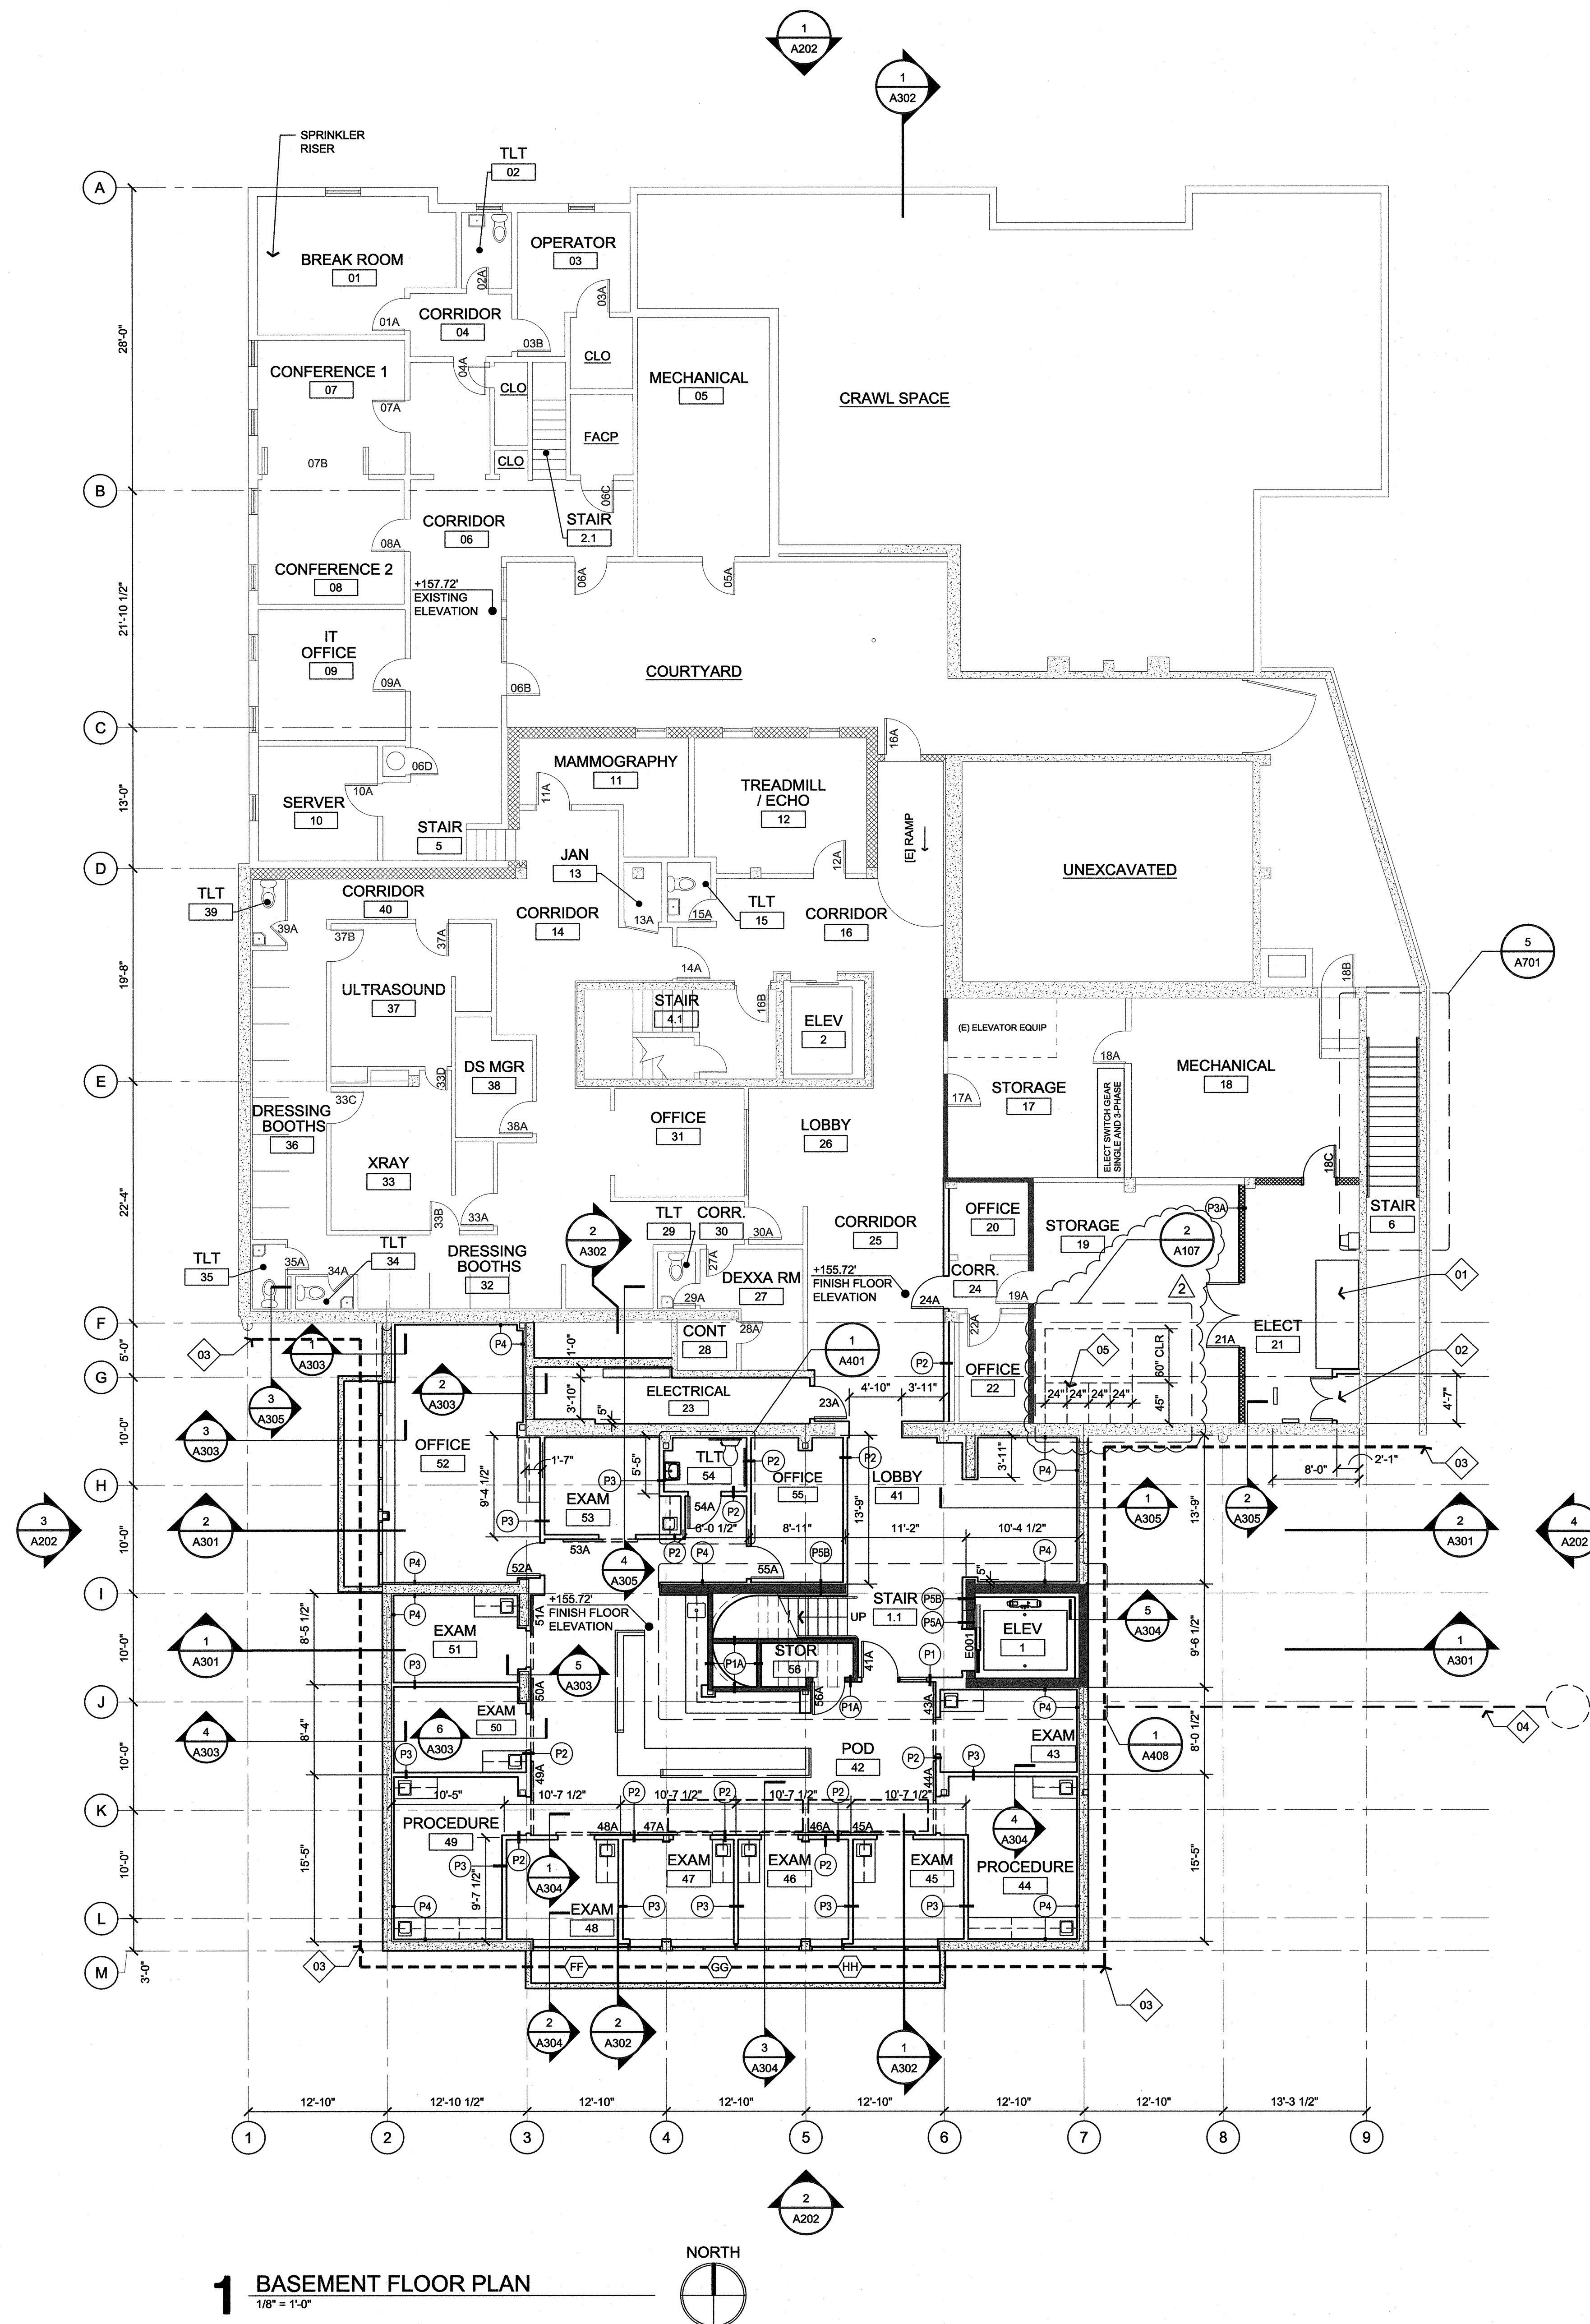 1
A202
1
A302
SPRINKLER
RISER
TLT
02
A
OPERATOR
03
BREAK ROOM
01
02A
03A
01A
CORRIDOR
04
03B
28'-0"
CLO
04A
CONFERENCE 1
07
CLO
MECHANICAL
05
CRAWL SPACE
07A
FACP
07B
CLO
B
06C
CORRIDOR
06
STAIR
2.1
08A
CONFERENCE 2
08
06A
05A
+157.72'
EXISTING
ELEVATION
21'-10 1/2"
IT
OFFICE
09
COURTYARD
09A
06B
C
16A
MAMMOGRAPHY
11
06D
TREADMILL
/ ECHO
12
10A
11A
13'-0"
SERVER
10
STAIR
5
[E] RAMP
JAN
13
12A
D
UNEXCAVATED
TLT
39
CORRIDOR
40
CORRIDOR
14
13A
15A
TLT
15
CORRIDOR
16
39A
37B
37A
5
A701
14A
18B
19'-8"
ULTRASOUND
37
STAIR
4.1
16B
ELEV
2
(E) ELEVATOR EQUIP
18A
DS MGR
38
MECHANICAL
18
E
33D
STORAGE
17
17A
ELECT SWITCH GEAR
SINGLE AND 3-PHASE
33C
DRESSING
BOOTHS
36
OFFICE
31
LOBBY
26
38A
XRAY
33
18C
22'-4"
33B
33A
2
A302
TLT
29
CORR.
30
30A
CORRIDOR
25
OFFICE
20
STORAGE
19
P3A
2
A107
STAIR
6
TLT
35
35A
34A
TLT
34
DRESSING
BOOTHS
32
27A
DEXXA RM
27
+155.72'
FINISH FLOOR
ELEVATION
CORR.
24
01
29A
24A
19A
2
F
28A
CONT
28
22A
21A
ELECT
21
03
1
A303
P4
1'-0"
1
A401
P2
OFFICE
22
05
60" CLR
02
5'-0"
G
3
A305
2
A303
ELECTRICAL
23
23A
4'-10"
3'-11"
24" 24" 24" 24"
45"
4'-7"
3'-10"
5"
3
A303
OFFICE
52
9'-4 1/2"
1'-7"
5'-5"
TLT
54
P2
OFFICE
55
P2
LOBBY
41
3'-11"
P4
2'-1"
8'-0"
03
10'-0"
H
P3
EXAM
53
54A
P2
13'-9"
1
A305
13'-9"
2
A305
3
A202
2
A301
P3
6'-0 1/2"
8'-11"
11'-2"
10'-4 1/2"
2
A301
4
A202
53A
P2
P4
P5B
P4
10'-0"
P4
52A
4
A305
55A
5"
I
+155.72'
FINISH FLOOR
ELEVATION
STAIR
1.1
P5B
P4
51A
UP
P5A
5
A304
8'-5 1/2"
EXAM
51
ELEV
1
9'-6 1/2"
1
A301
STOR
56
E001
1
A301
10'-0"
P3
5
A303
P1A
41A
P1
J
50A
56A
P1A
43A
P4
4
A303
EXAM
50
6
A303
EXAM
43
04
8'-4"
POD
42
1
A408
8'-0 1/2"
10'-0"
P3
P2
49A
P2
44A
P3
K
10'-5"
10'-7 1/2"
P2
10'-7 1/2"
P2
10'-7 1/2"
P2
10'-7 1/2"
PROCEDURE
49
48A
47A
46A
45A
4
A304
P2
P3
EXAM
47
EXAM
46
P2
EXAM
45
PROCEDURE
44
10'-0"
15'-5"
9'-7 1/2"
1
A304
15'-5"
P4
P3
P3
P3
P3
P4
L
EXAM
48
M
3'-0"
03
FF
GG
HH
03
2
A304
2
A302
3
A304
1
A302
12'-10"
12'-10 1/2"
12'-10"
12'-10"
12'-10"
12'-10"
12'-10"
13'-3 1/2"
1
2
3
4
5
6
7
8
9
2
A202
NORTH
1 BASEMENT FLOOR PLAN
1/8" = 1'-0"